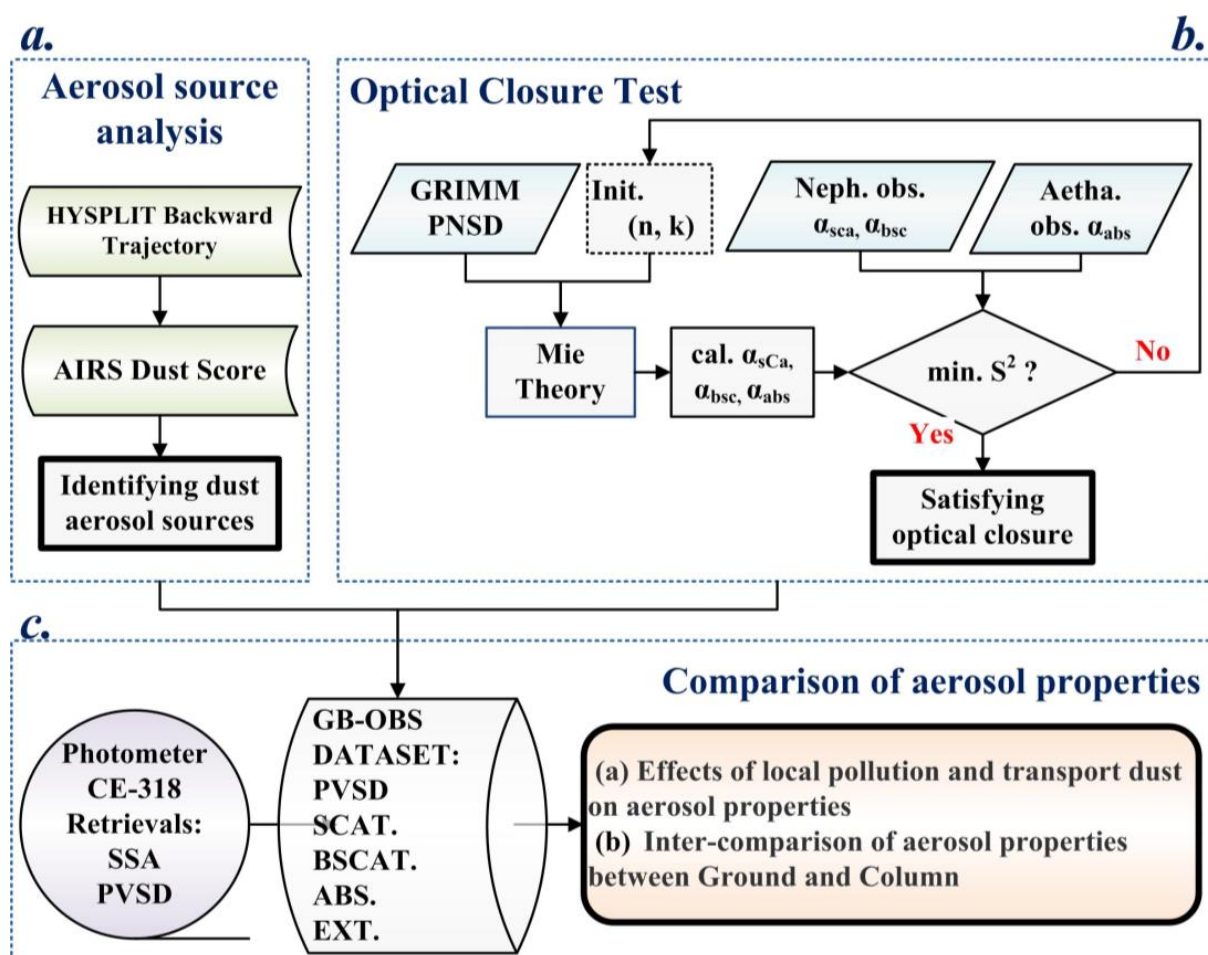 a.
Aerosol source
analysis
HYSPLIT Backward
Trajectory
AIRS Dust Score
Identifying dust
aerosol sources
b.
Optical Closure Test
GRIMM
PNSD
Init.
(n, k)
Neph. obs.
αsca, αbsc
Aetha.
obs. αabs
Mie
Theory
cal. αsCa,
αbsc, αabs
min. S² ?
No
Yes
Satisfying
optical closure
c.
Comparison of aerosol properties
Photometer
CE-318
Retrievals:
SSA
PVSD
GB-OBS
DATASET:
PVSD
SCAT.
BSCAT.
ABS.
EXT.
(a) Effects of local pollution and transport dust
on aerosol properties
(b) Inter-comparison of aerosol properties
between Ground and Column